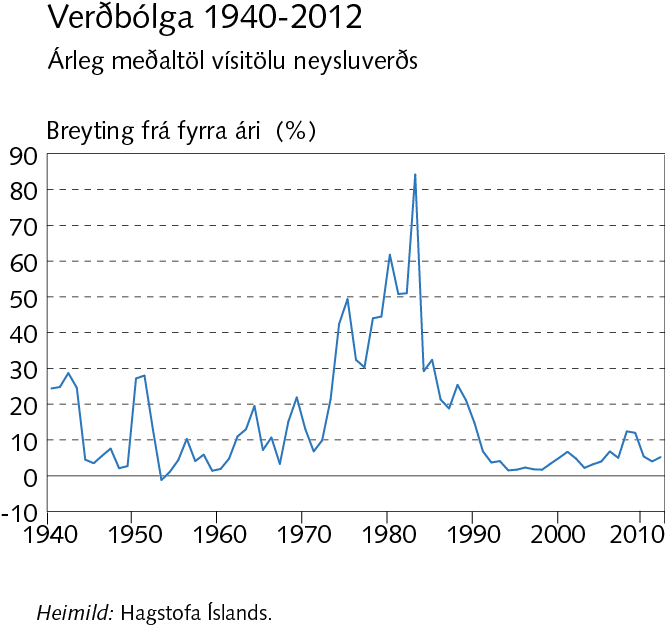 Verðbólga 1940-2012
Árleg meðaltöl vísitölu neysluverðs
Breyting frá fyrra ári (%)
90
80
70
60
50
40
30
20
10
0
-10
1940 1950 1960 1970 1980 1990 2000 2010
Heimild: Hagstofa Íslands.